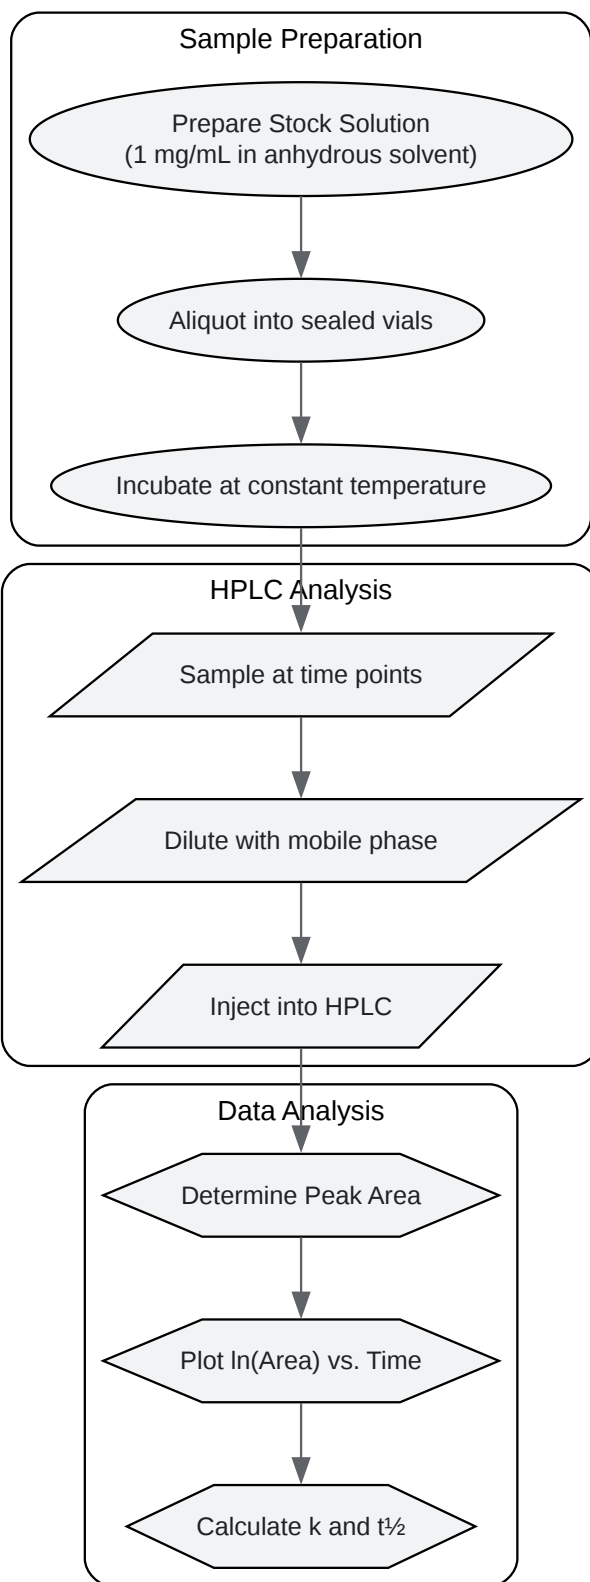 Sample Preparation
Prepare Stock Solution
(1 mg/mL in anhydrous solvent)
Aliquot into sealed vials
Incubate at constant temperature
HPLC Analysis
Sample at time points
Dilute with mobile phase
Inject into HPLC
Data Analysis
Determine Peak Area
Plot ln(Area) vs. Time
Calculate k and t½